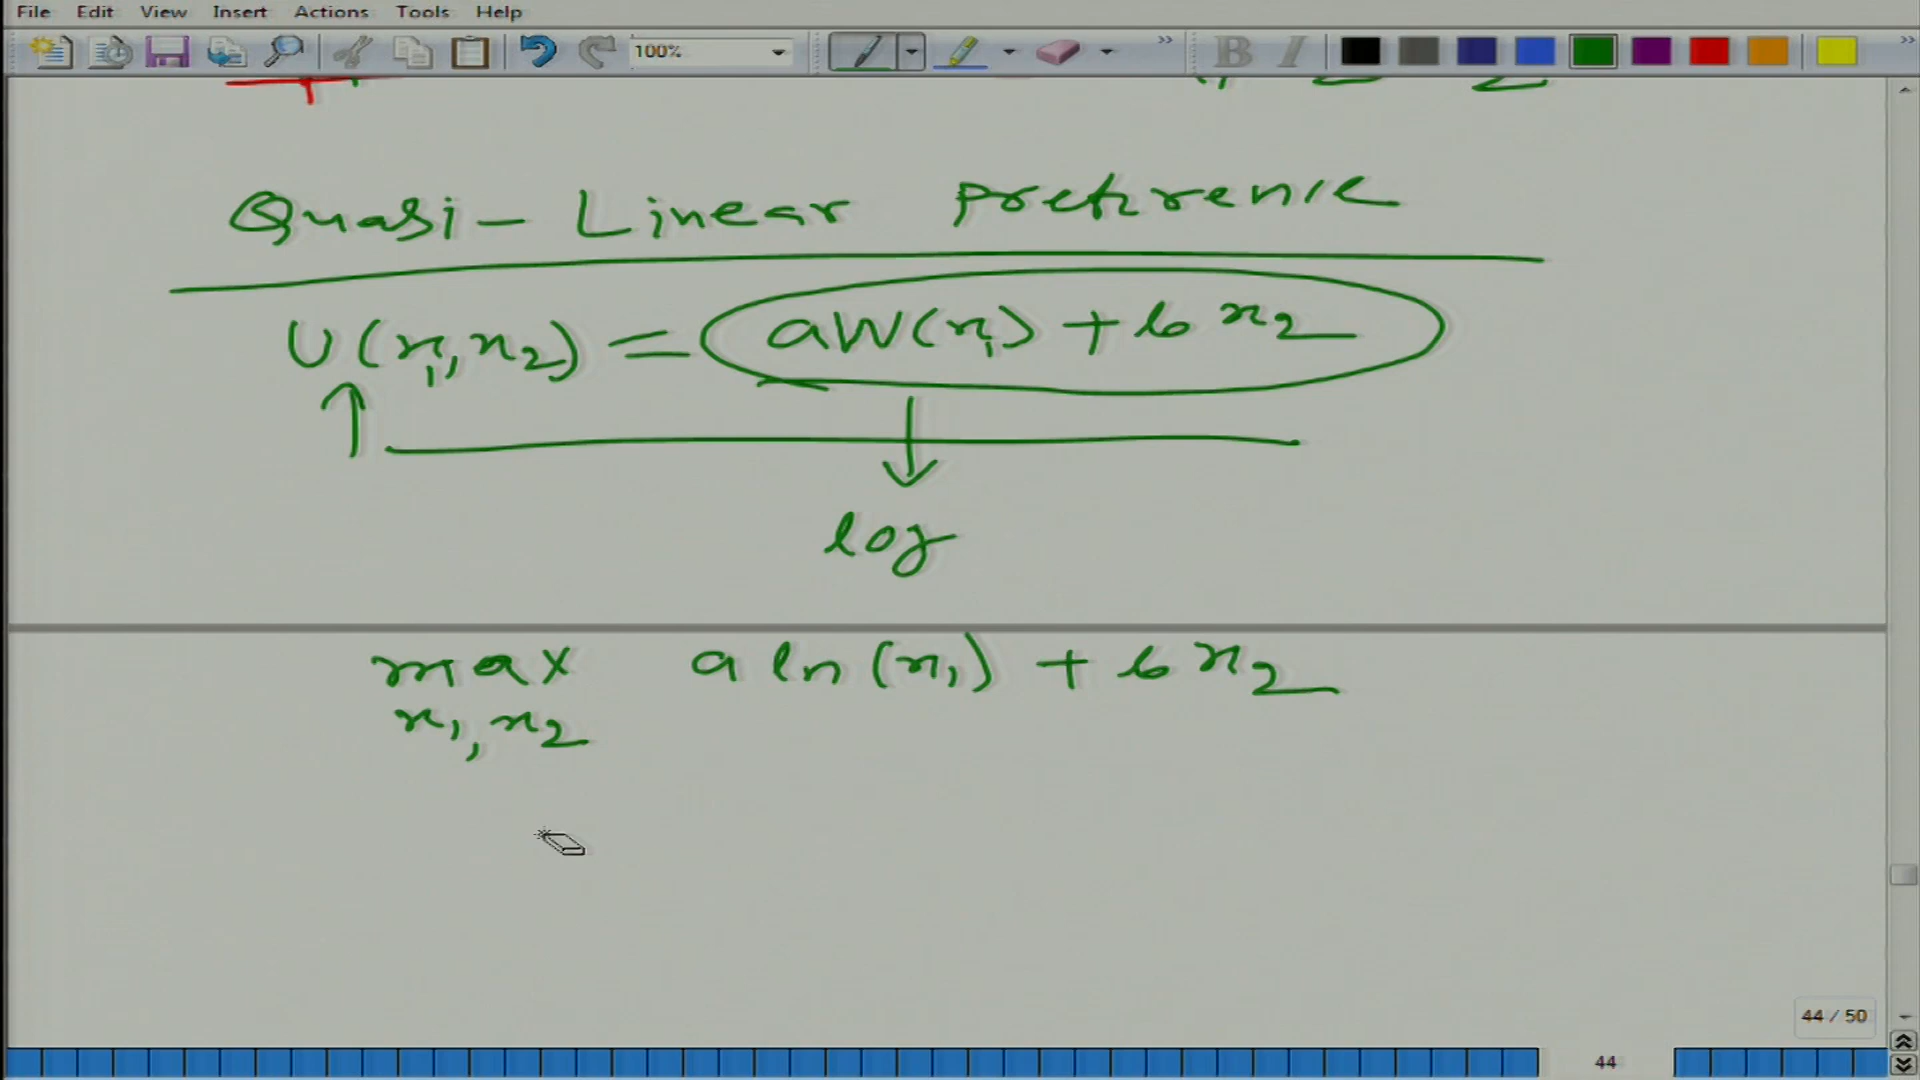 File Edit View Insert Actions Tools Help
100% B I
Quasi - Linear Preference
U(x₁, x₂) = aW(x₁) + b x₂
log
max a ln(x₁) + b x₂
x₁, x₂
44 / 50
44